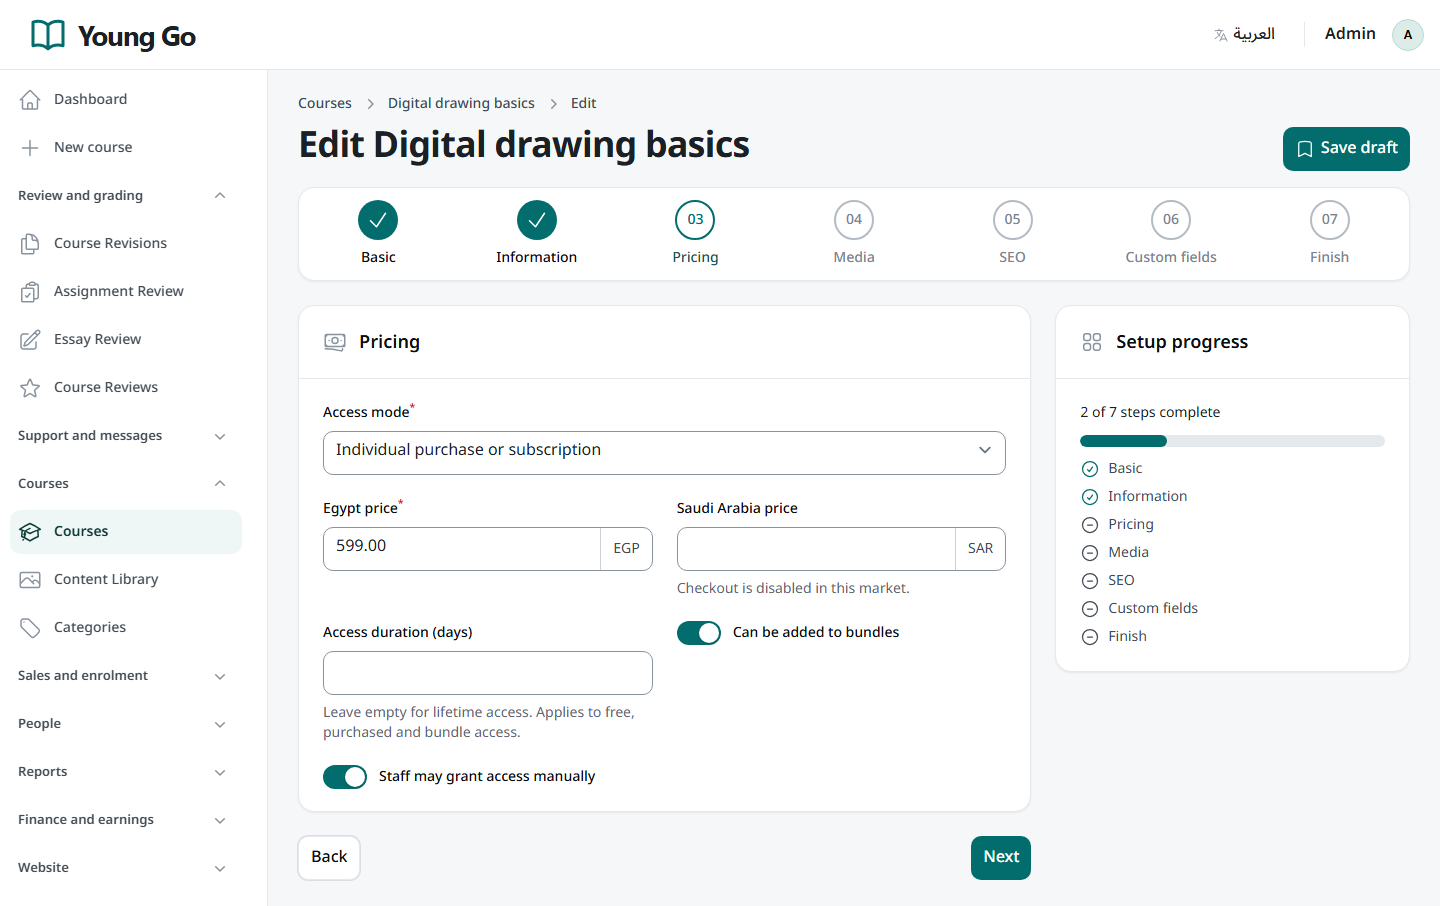 Young Go
العربية
Admin
A
Dashboard
New course
Review and grading
Course Revisions
Assignment Review
Essay Review
Course Reviews
Support and messages
Courses
Courses
Content Library
Categories
Sales and enrolment
People
Reports
Finance and earnings
Website
Courses > Digital drawing basics > Edit
Edit Digital drawing basics
Save draft
Basic
Information
03
Pricing
04
Media
05
SEO
06
Custom fields
07
Finish
Pricing
Access mode*
Individual purchase or subscription
Egypt price*
599.00 EGP
Saudi Arabia price
SAR
Checkout is disabled in this market.
Access duration (days)
Leave empty for lifetime access. Applies to free,
purchased and bundle access.
Can be added to bundles
Staff may grant access manually
Back
Next
Setup progress
2 of 7 steps complete
Basic
Information
Pricing
Media
SEO
Custom fields
Finish